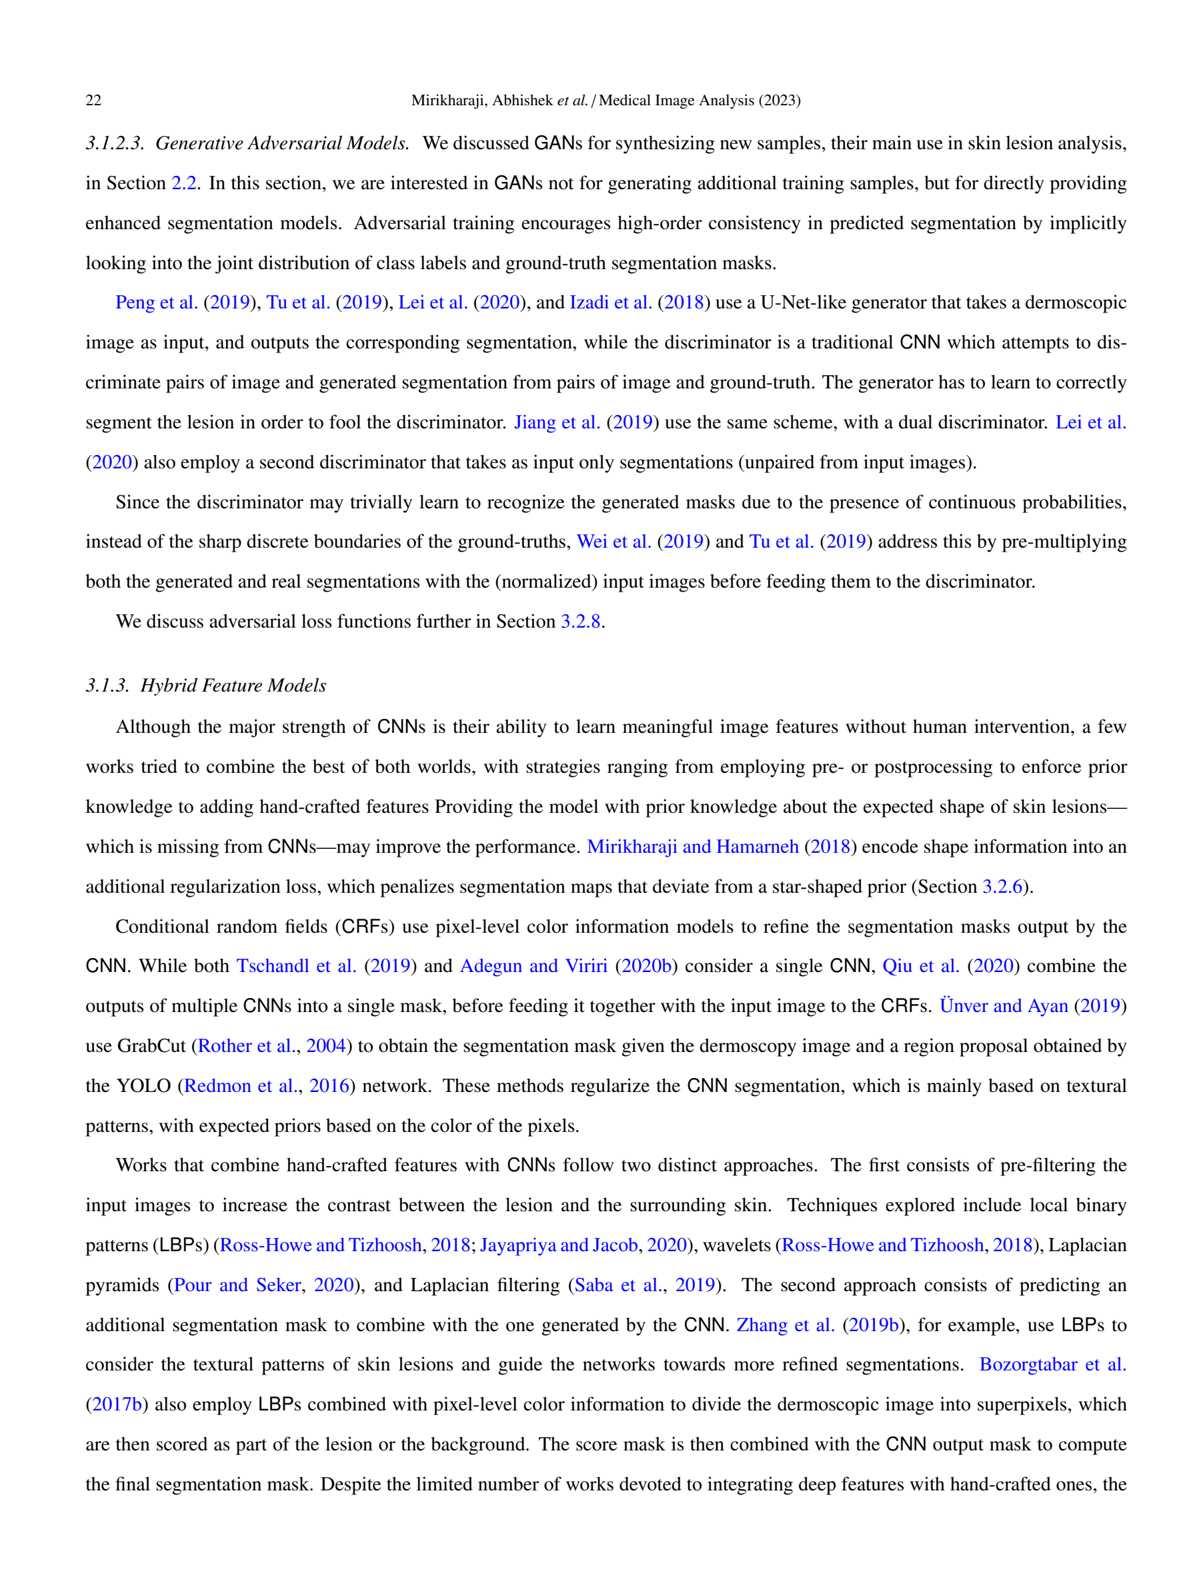 22
Mirikharaji, Abhishek et al. / Medical Image Analysis (2023)
3.1.2.3. Generative Adversarial Models. We discussed GANs for synthesizing new samples, their main use in skin lesion analysis,
in Section 2.2. In this section, we are interested in GANs not for generating additional training samples, but for directly providing
enhanced segmentation models. Adversarial training encourages high-order consistency in predicted segmentation by implicitly
looking into the joint distribution of class labels and ground-truth segmentation masks.
Peng et al. (2019), Tu et al. (2019), Lei et al. (2020), and Izadi et al. (2018) use a U-Net-like generator that takes a dermoscopic
image as input, and outputs the corresponding segmentation, while the discriminator is a traditional CNN which attempts to dis-
criminate pairs of image and generated segmentation from pairs of image and ground-truth. The generator has to learn to correctly
segment the lesion in order to fool the discriminator. Jiang et al. (2019) use the same scheme, with a dual discriminator. Lei et al.
(2020) also employ a second discriminator that takes as input only segmentations (unpaired from input images).
Since the discriminator may trivially learn to recognize the generated masks due to the presence of continuous probabilities,
instead of the sharp discrete boundaries of the ground-truths, Wei et al. (2019) and Tu et al. (2019) address this by pre-multiplying
both the generated and real segmentations with the (normalized) input images before feeding them to the discriminator.
We discuss adversarial loss functions further in Section 3.2.8.
3.1.3. Hybrid Feature Models
Although the major strength of CNNs is their ability to learn meaningful image features without human intervention, a few
works tried to combine the best of both worlds, with strategies ranging from employing pre- or postprocessing to enforce prior
knowledge to adding hand-crafted features Providing the model with prior knowledge about the expected shape of skin lesions—
which is missing from CNNs—may improve the performance. Mirikharaji and Hamarneh (2018) encode shape information into an
additional regularization loss, which penalizes segmentation maps that deviate from a star-shaped prior (Section 3.2.6).
Conditional random fields (CRFs) use pixel-level color information models to refine the segmentation masks output by the
CNN. While both Tschandl et al. (2019) and Adegun and Viriri (2020b) consider a single CNN, Qiu et al. (2020) combine the
outputs of multiple CNNs into a single mask, before feeding it together with the input image to the CRFs. Ünver and Ayan (2019)
use GrabCut (Rother et al., 2004) to obtain the segmentation mask given the dermoscopy image and a region proposal obtained by
the YOLO (Redmon et al., 2016) network. These methods regularize the CNN segmentation, which is mainly based on textural
patterns, with expected priors based on the color of the pixels.
Works that combine hand-crafted features with CNNs follow two distinct approaches. The first consists of pre-filtering the
input images to increase the contrast between the lesion and the surrounding skin. Techniques explored include local binary
patterns (LBPs) (Ross-Howe and Tizhoosh, 2018; Jayapriya and Jacob, 2020), wavelets (Ross-Howe and Tizhoosh, 2018), Laplacian
pyramids (Pour and Seker, 2020), and Laplacian filtering (Saba et al., 2019). The second approach consists of predicting an
additional segmentation mask to combine with the one generated by the CNN. Zhang et al. (2019b), for example, use LBPs to
consider the textural patterns of skin lesions and guide the networks towards more refined segmentations. Bozorgtabar et al.
(2017b) also employ LBPs combined with pixel-level color information to divide the dermoscopic image into superpixels, which
are then scored as part of the lesion or the background. The score mask is then combined with the CNN output mask to compute
the final segmentation mask. Despite the limited number of works devoted to integrating deep features with hand-crafted ones, the